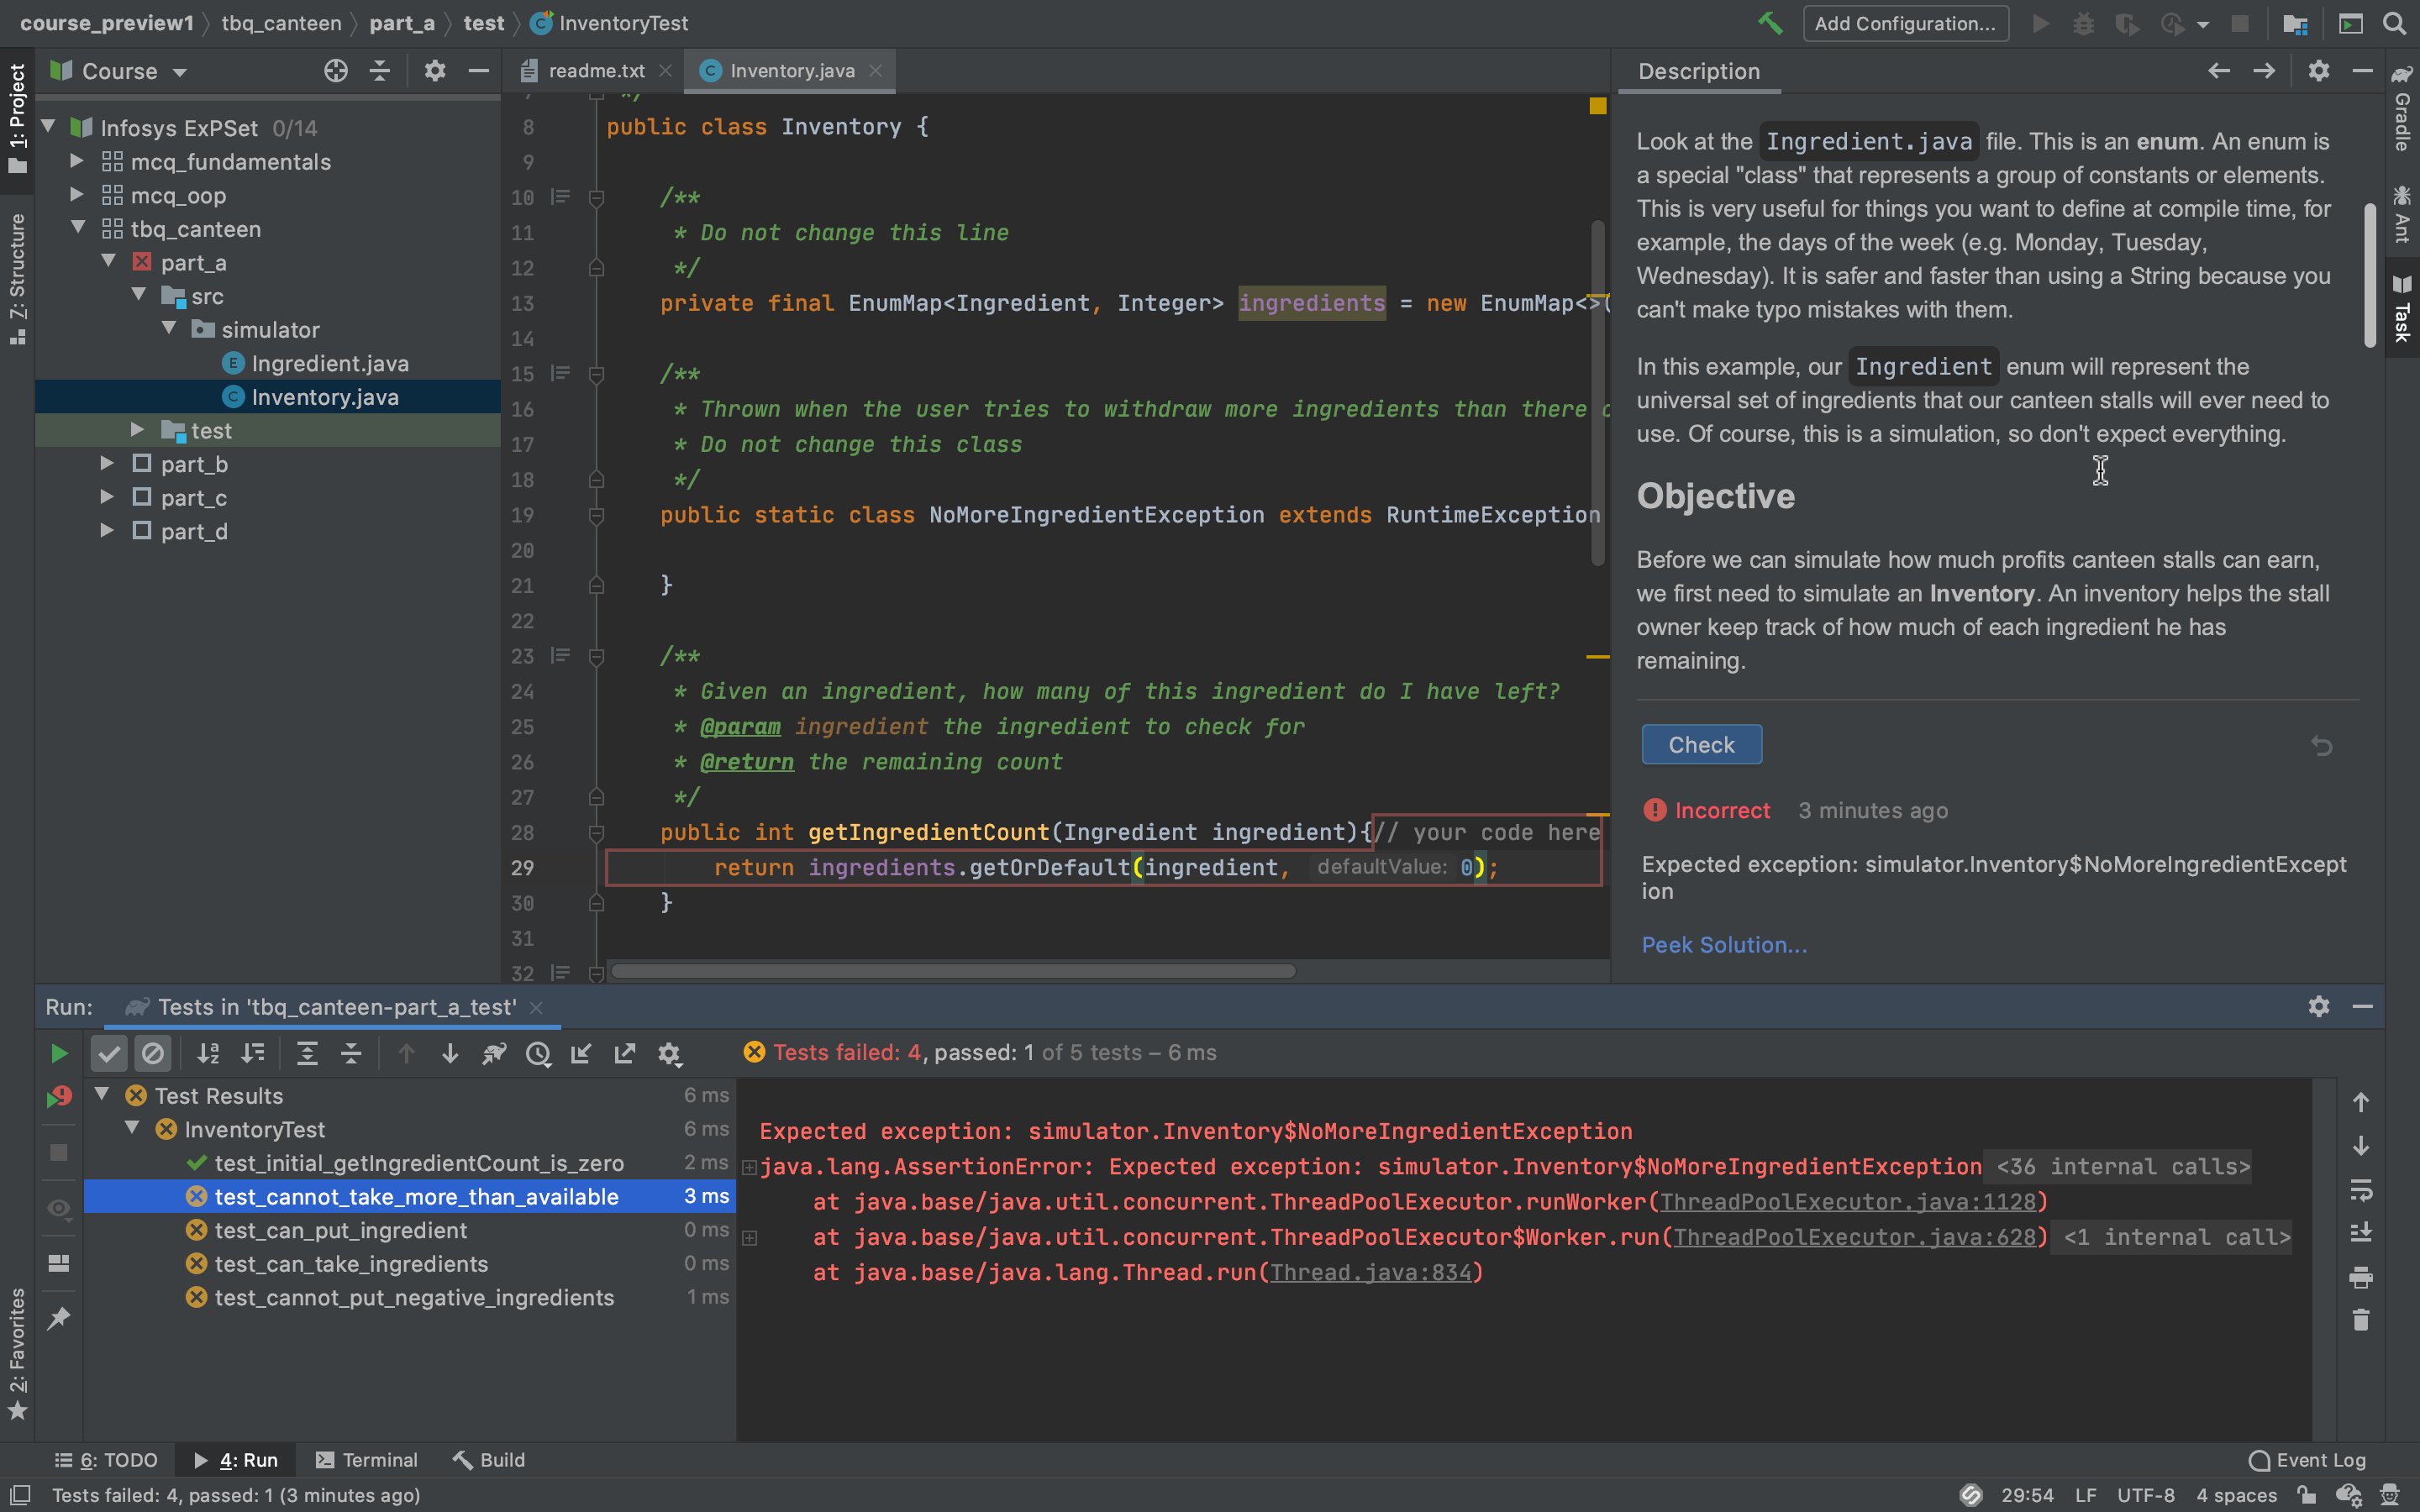 course_preview1 tbq_canteen part_a test InventoryTest
Add Configuration...
1: Project
Z: Structure
2: Favorites
Course
Infosys ExPSet 0/14
mcq_fundamentals
mcq_oop
tbq_canteen
part_a
src
simulator
Ingredient.java
Inventory.java
test
part_b
part_c
part_d
readme.txt
Inventory.java
7 */
8 public class Inventory {
9
10 /**
11 * Do not change this line
12 */
13 private final EnumMap<Ingredient, Integer> ingredients = new EnumMap<>(
14
15 /**
16 * Thrown when the user tries to withdraw more ingredients than there
17 * Do not change this class
18 */
19 public static class NoMoreIngredientException extends RuntimeException
20
21 }
22
23 /**
24 * Given an ingredient, how many of this ingredient do I have left?
25 * @param ingredient the ingredient to check for
26 * @return the remaining count
27 */
28 public int getIngredientCount(Ingredient ingredient){// your code here
29 return ingredients.getOrDefault(ingredient, defaultValue: 0);
30 }
31
32
Description
Look at the Ingredient.java file. This is an enum. An enum is
a special "class" that represents a group of constants or elements.
This is very useful for things you want to define at compile time, for
example, the days of the week (e.g. Monday, Tuesday,
Wednesday). It is safer and faster than using a String because you
can't make typo mistakes with them.
In this example, our Ingredient enum will represent the
universal set of ingredients that our canteen stalls will ever need to
use. Of course, this is a simulation, so don't expect everything.
Objective
Before we can simulate how much profits canteen stalls can earn,
we first need to simulate an Inventory. An inventory helps the stall
owner keep track of how much of each ingredient he has
remaining.
Check
Incorrect 3 minutes ago
Expected exception: simulator.Inventory$NoMoreIngredientExcept
ion
Peek Solution...
Gradle
Ant
Task
Run: Tests in 'tbq_canteen-part_a_test'
Tests failed: 4, passed: 1 of 5 tests – 6 ms
Test Results 6 ms
InventoryTest 6 ms
test_initial_getIngredientCount_is_zero 2 ms
test_cannot_take_more_than_available 3 ms
test_can_put_ingredient 0 ms
test_can_take_ingredients 0 ms
test_cannot_put_negative_ingredients 1 ms
Expected exception: simulator.Inventory$NoMoreIngredientException
java.lang.AssertionError: Expected exception: simulator.Inventory$NoMoreIngredientException <36 internal calls>
at java.base/java.util.concurrent.ThreadPoolExecutor.runWorker(ThreadPoolExecutor.java:1128)
at java.base/java.util.concurrent.ThreadPoolExecutor$Worker.run(ThreadPoolExecutor.java:628) <1 internal call>
at java.base/java.lang.Thread.run(Thread.java:834)
6: TODO 4: Run Terminal Build
Event Log
Tests failed: 4, passed: 1 (3 minutes ago)
29:54 LF UTF-8 4 spaces